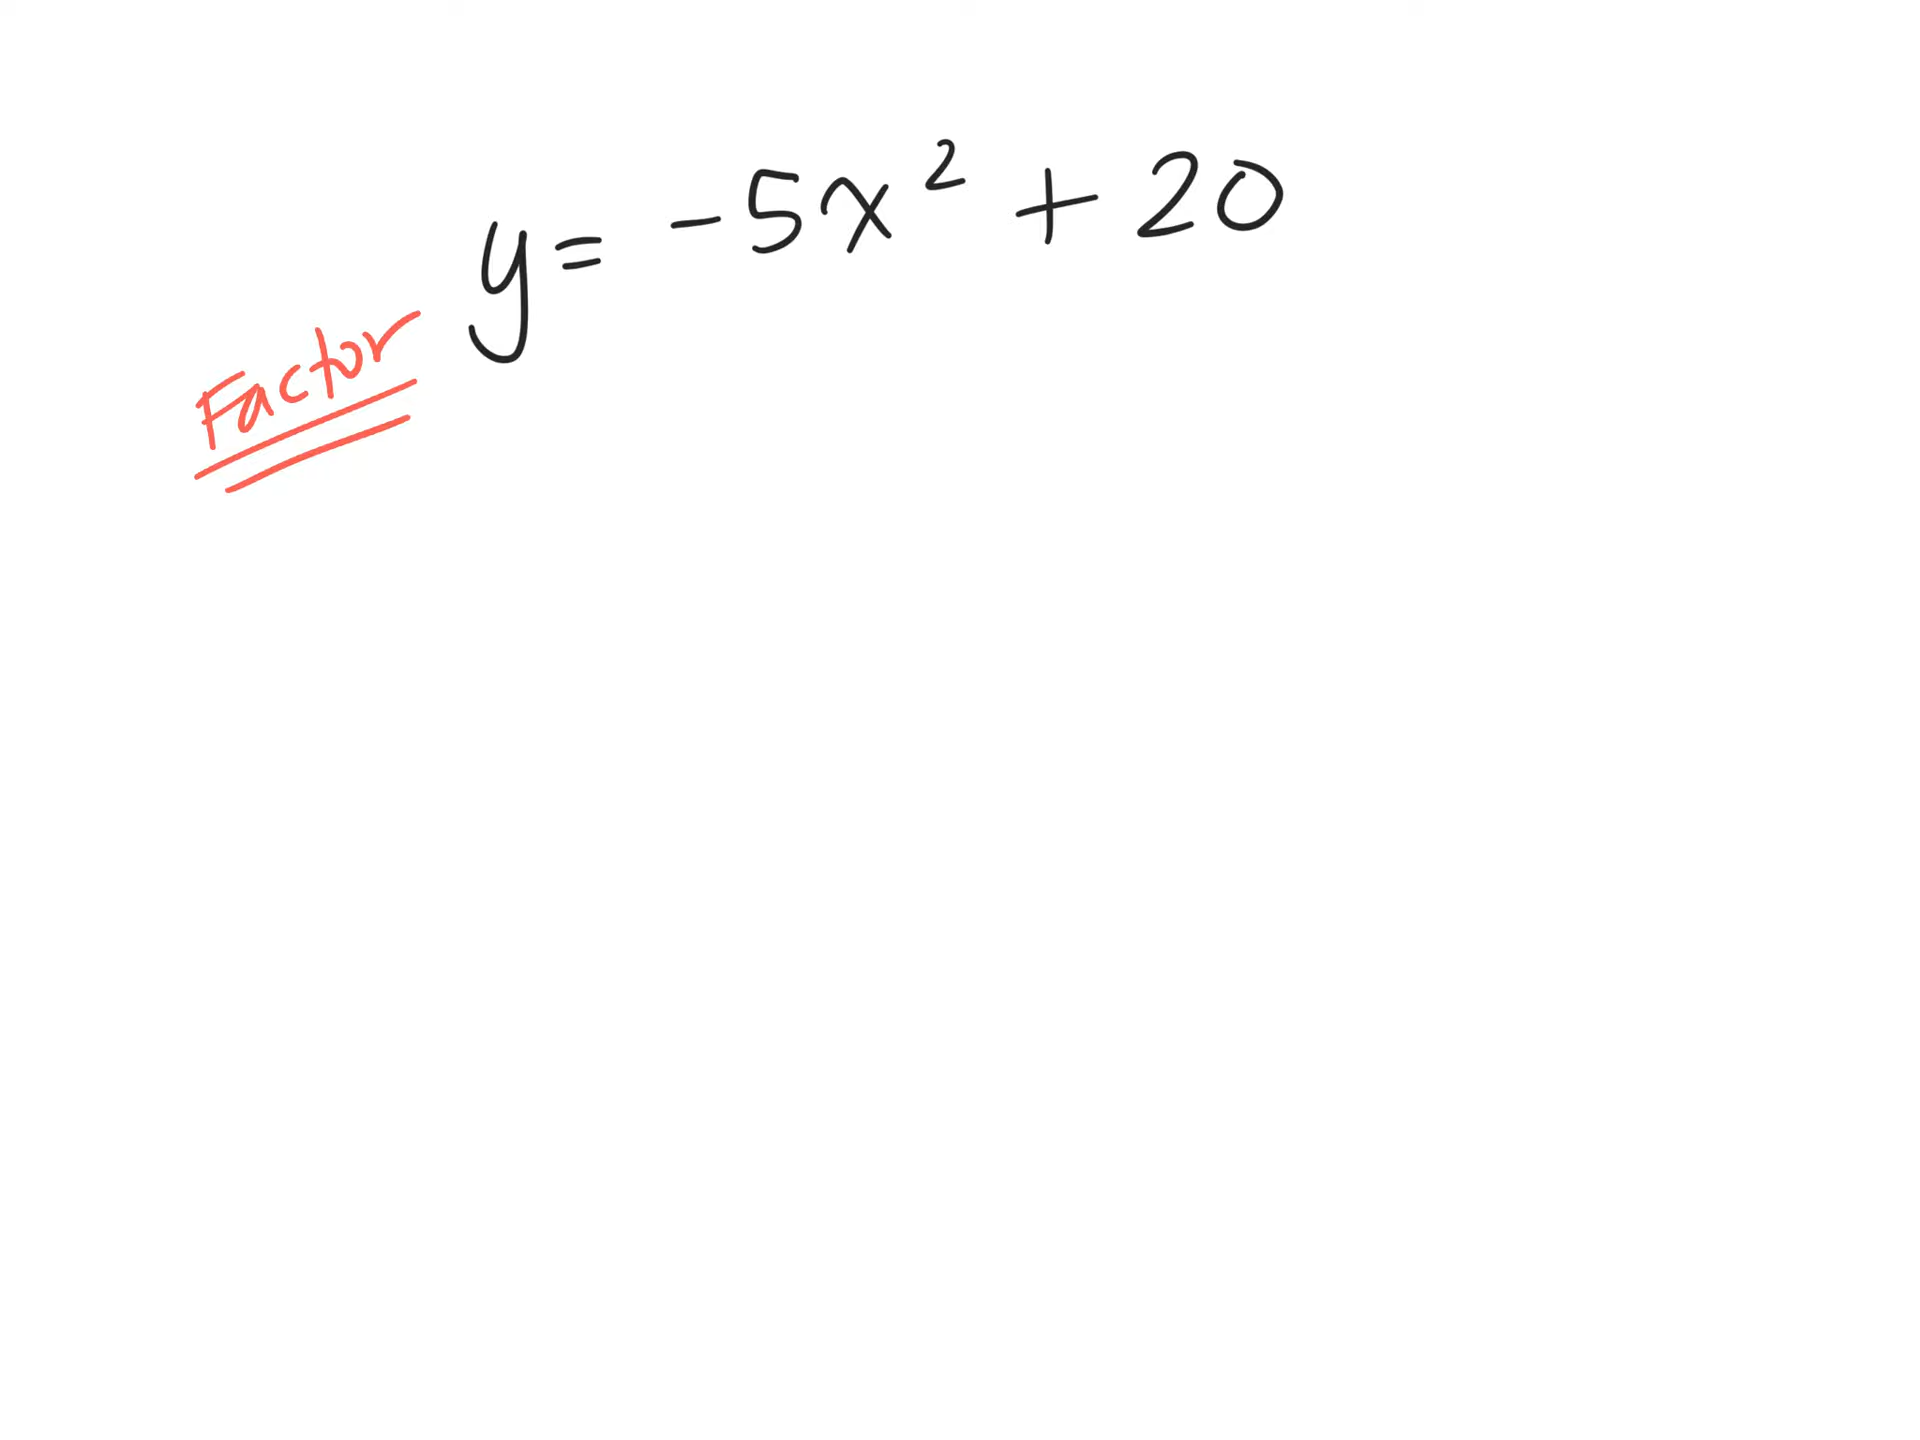 y = -5x² + 20
Factor